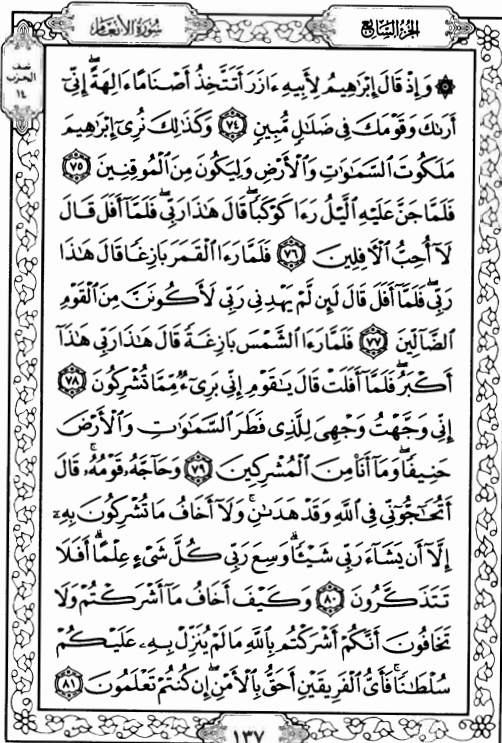 الجزء السابع
سورة الأنعام
نصف
الحزب
١٤
۞ وَإِذْ قَالَ إِبْرَٰهِيمُ لِأَبِيهِ ءَازَرَ أَتَتَّخِذُ أَصْنَامًا ءَالِهَةً ۖ إِنِّىٓ
أَرَىٰكَ وَقَوْمَكَ فِى ضَلَٰلٍ مُّبِينٍ ٧٤ وَكَذَٰلِكَ نُرِىٓ إِبْرَٰهِيمَ
مَلَكُوتَ ٱلسَّمَٰوَٰتِ وَٱلْأَرْضِ وَلِيَكُونَ مِنَ ٱلْمُوقِنِينَ ٧٥
فَلَمَّا جَنَّ عَلَيْهِ ٱلَّيْلُ رَءَا كَوْكَبًا ۖ قَالَ هَٰذَا رَبِّى ۖ فَلَمَّآ أَفَلَ قَالَ
لَآ أُحِبُّ ٱلْءَافِلِينَ ٧٦ فَلَمَّا رَءَا ٱلْقَمَرَ بَازِغًا قَالَ هَٰذَا
رَبِّى ۖ فَلَمَّآ أَفَلَ قَالَ لَئِن لَّمْ يَهْدِنِى رَبِّى لَأَكُونَنَّ مِنَ ٱلْقَوْمِ
ٱلضَّآلِّينَ ٧٧ فَلَمَّا رَءَا ٱلشَّمْسَ بَازِغَةً قَالَ هَٰذَا رَبِّى هَٰذَآ
أَكْبَرُ ۖ فَلَمَّآ أَفَلَتْ قَالَ يَٰقَوْمِ إِنِّى بَرِىٓءٌ مِّمَّا تُشْرِكُونَ ٧٨
إِنِّى وَجَّهْتُ وَجْهِىَ لِلَّذِى فَطَرَ ٱلسَّمَٰوَٰتِ وَٱلْأَرْضَ
حَنِيفًا ۖ وَمَآ أَنَا۠ مِنَ ٱلْمُشْرِكِينَ ٧٩ وَحَآجَّهُۥ قَوْمُهُۥ ۚ قَالَ
أَتُحَٰٓجُّوٓنِّى فِى ٱللَّهِ وَقَدْ هَدَىٰنِ ۚ وَلَآ أَخَافُ مَا تُشْرِكُونَ بِهِۦٓ
إِلَّآ أَن يَشَآءَ رَبِّى شَيْـًٔا ۗ وَسِعَ رَبِّى كُلَّ شَىْءٍ عِلْمًا ۗ أَفَلَا
تَتَذَكَّرُونَ ٨٠ وَكَيْفَ أَخَافُ مَآ أَشْرَكْتُمْ وَلَا
تَخَافُونَ أَنَّكُمْ أَشْرَكْتُم بِٱللَّهِ مَا لَمْ يُنَزِّلْ بِهِۦ عَلَيْكُمْ
سُلْطَٰنًا ۚ فَأَىُّ ٱلْفَرِيقَيْنِ أَحَقُّ بِٱلْأَمْنِ ۖ إِن كُنتُمْ تَعْلَمُونَ ٨١
١٣٧